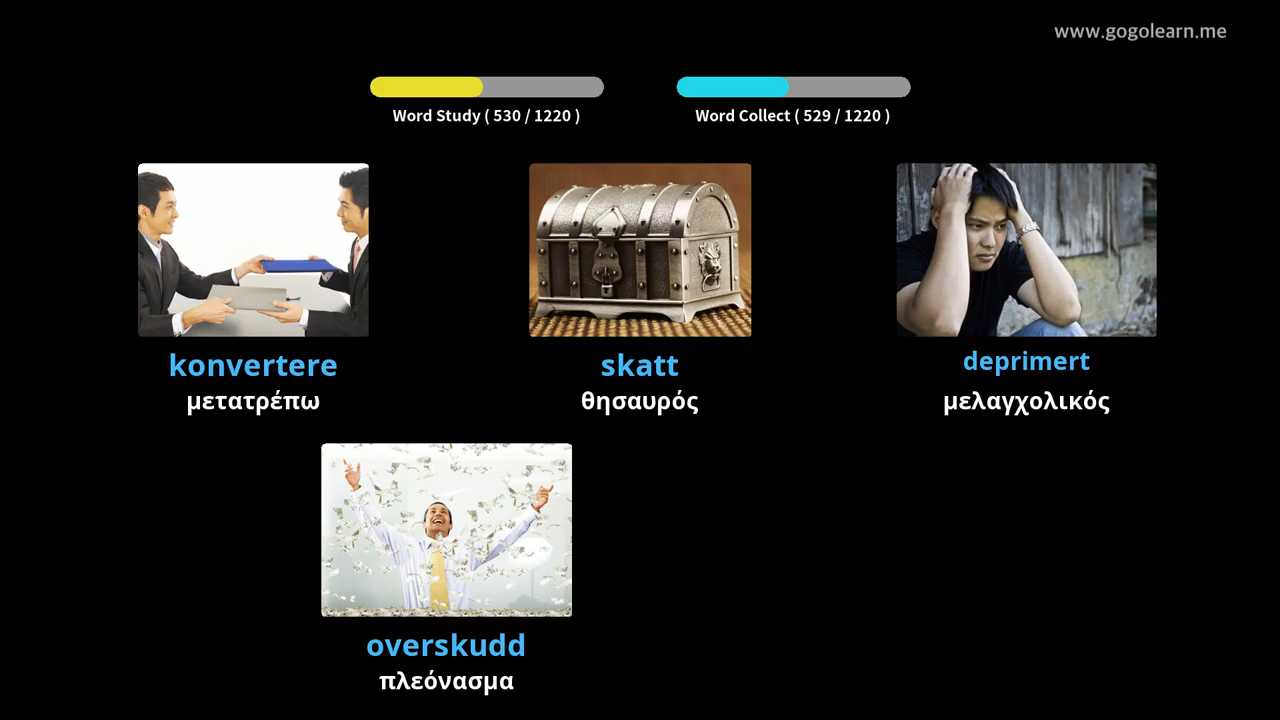 www.gogolearn.me
Word Study ( 530 / 1220 )
Word Collect ( 529 / 1220 )
konvertere
μετατρέπω
skatt
θησαυρός
deprimert
μελαγχολικός
overskudd
πλεόνασμα